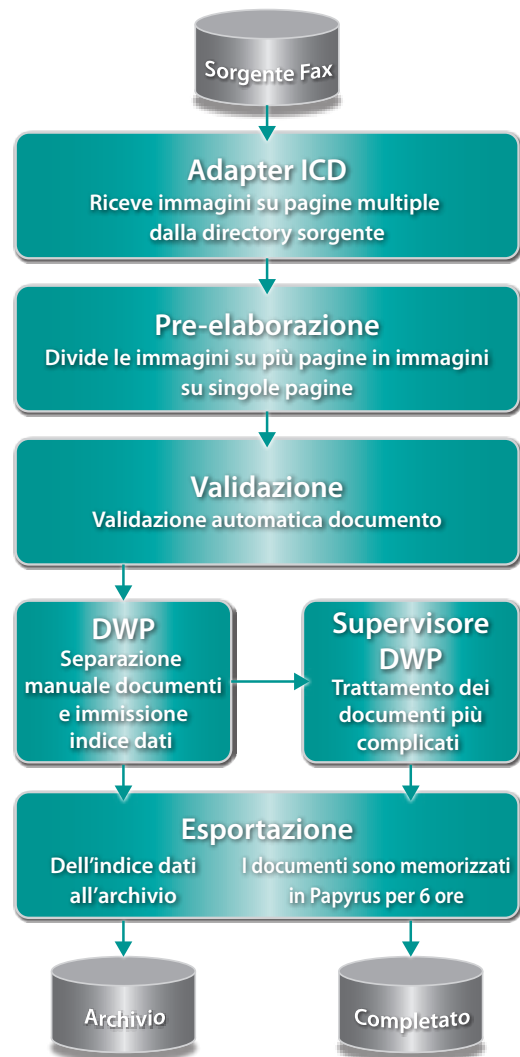 Sorgente Fax
Adapter ICD
Riceve immagini su pagine multiple
dalla directory sorgente
Pre-elaborazione
Divide le immagini su più pagine in immagini
su singole pagine
Validazione
Validazione automatica documento
DWP
Separazione
manuale documenti
e immissione
indice dati
Supervisore
DWP
Trattamento dei
documenti più
complicati
Esportazione
Dell'indice dati
all'archivio
I documenti sono memorizzati
in Papyrus per 6 ore
Archivio
Completato